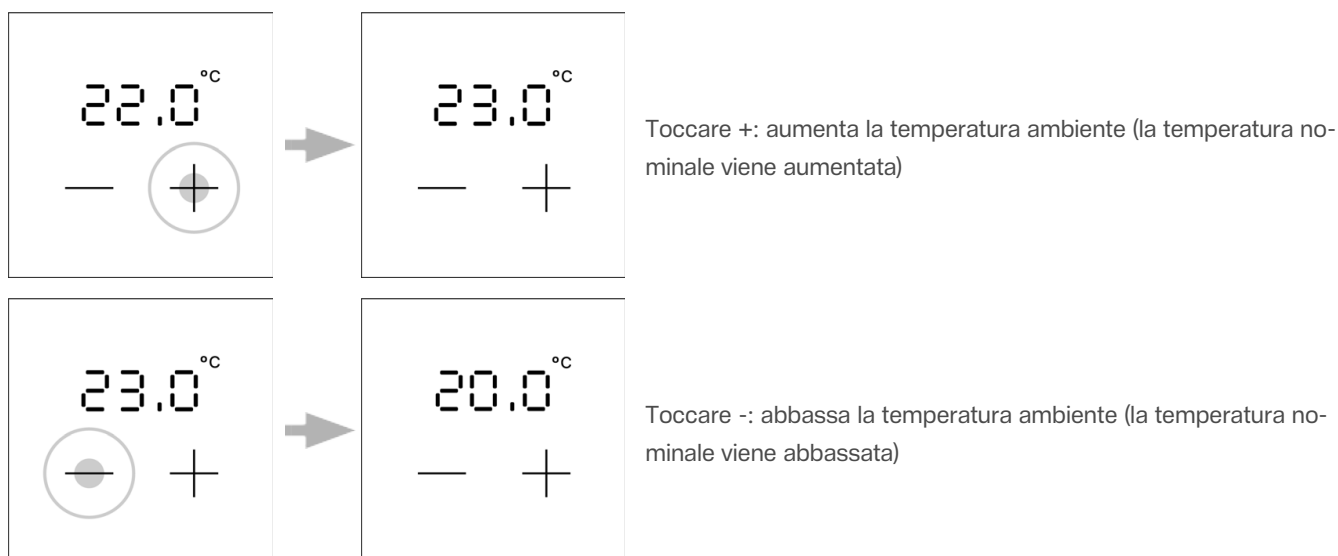 22.0°C
23.0°C
Toccare +: aumenta la temperatura ambiente (la temperatura no-
minale viene aumentata)
23.0°C
20.0°C
Toccare -: abbassa la temperatura ambiente (la temperatura no-
minale viene abbassata)